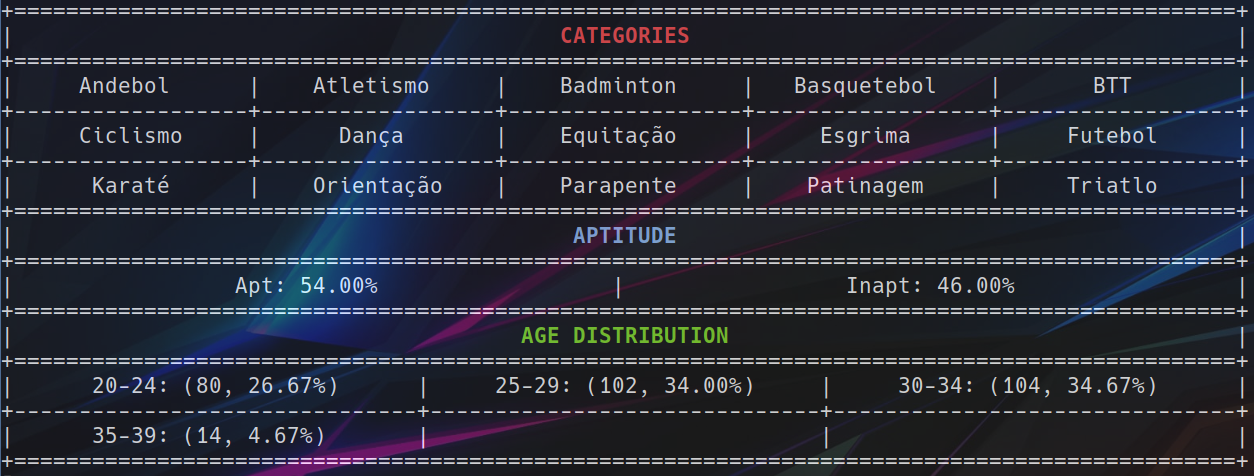 CATEGORIES
Andebol | Atletismo | Badminton | Basquetebol | BTT
Ciclismo | Dança | Equitação | Esgrima | Futebol
Karaté | Orientação | Parapente | Patinagem | Triatlo
APTITUDE
Apt: 54.00% | Inapt: 46.00%
AGE DISTRIBUTION
20-24: (80, 26.67%) | 25-29: (102, 34.00%) | 30-34: (104, 34.67%)
35-39: (14, 4.67%) | |